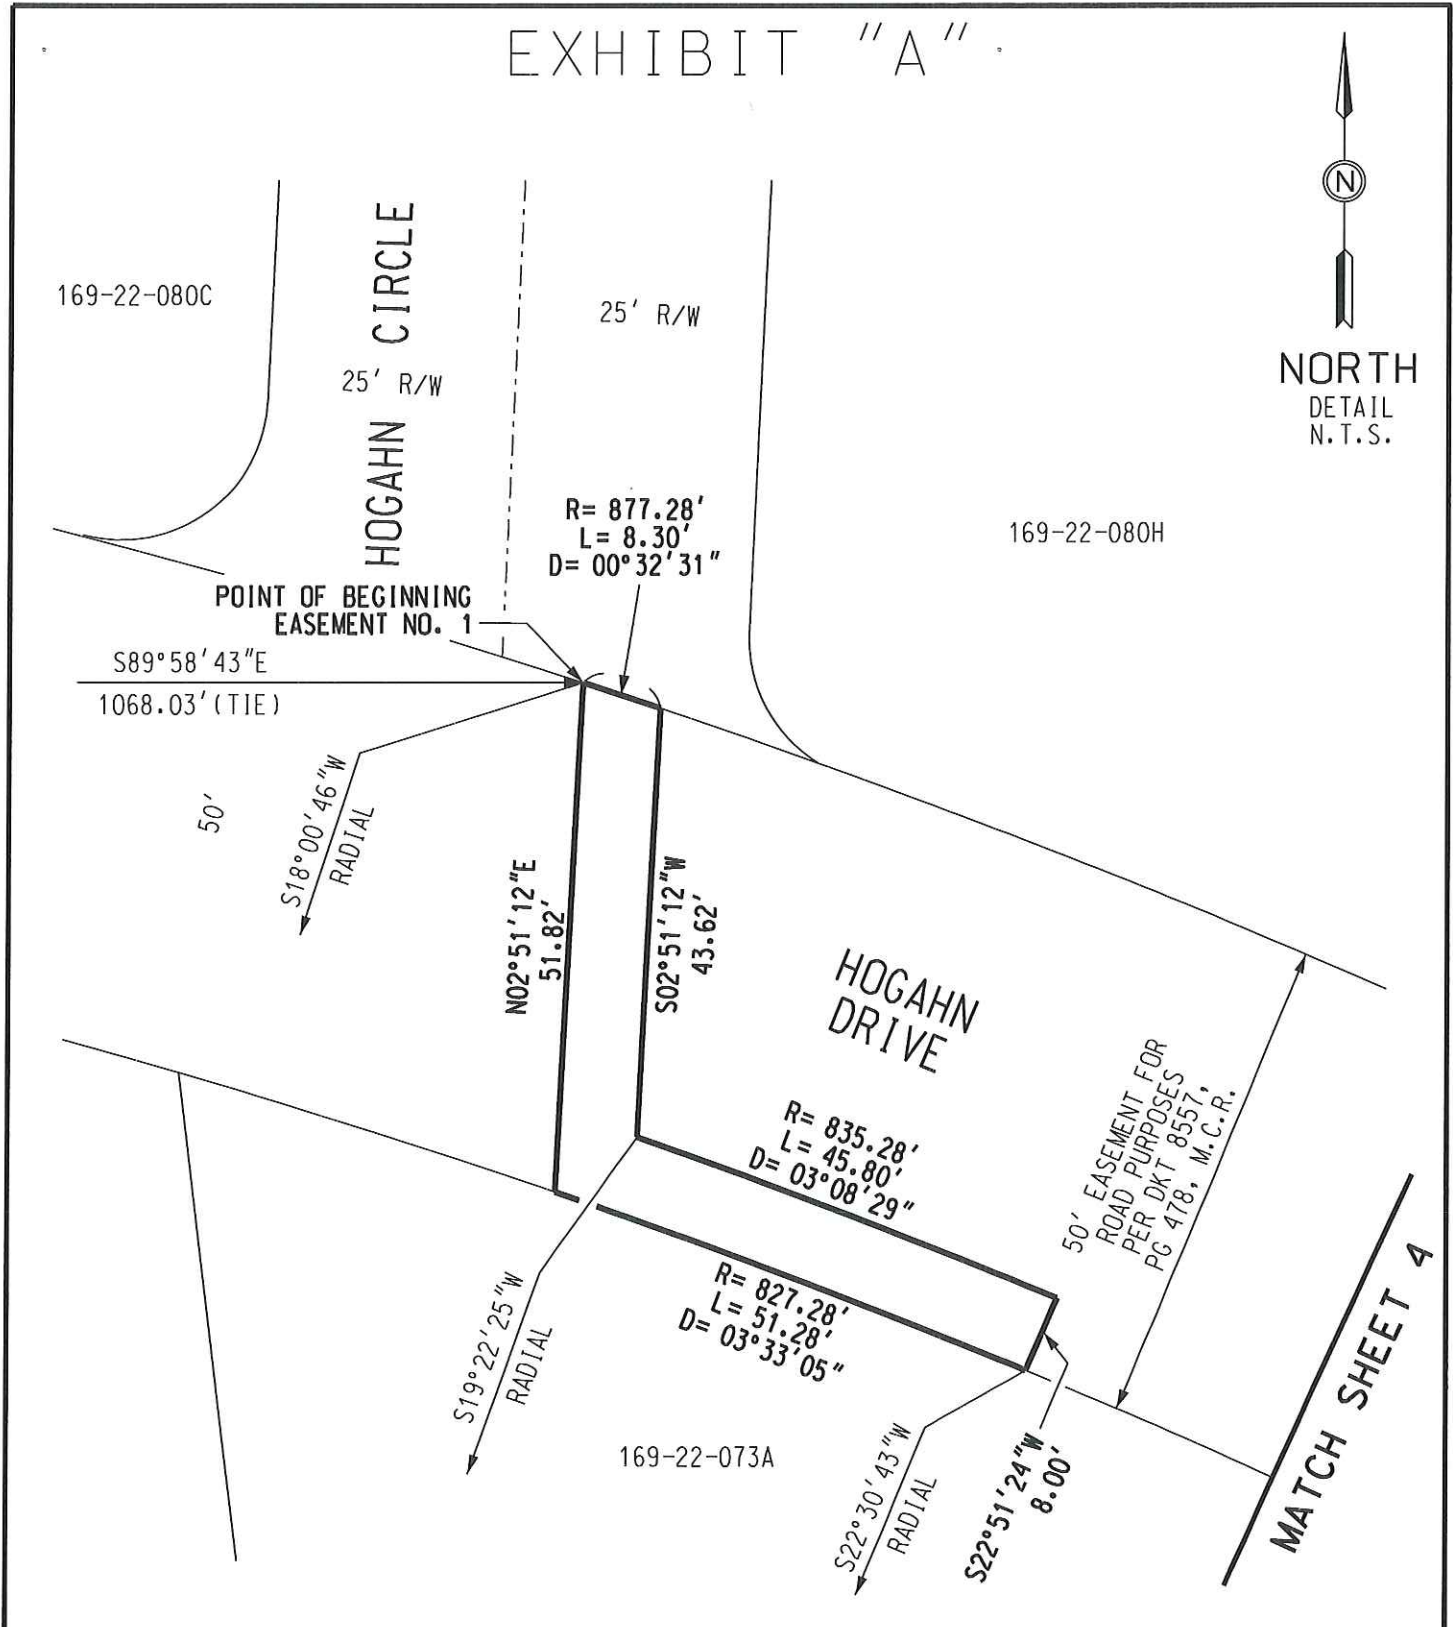 EXHIBIT "A"
N
NORTH
DETAIL
N.T.S.
169-22-080C
HOGAHN CIRCLE
25' R/W
25' R/W
169-22-080H
R= 877.28'
L= 8.30'
D= 00°32'31"
POINT OF BEGINNING
EASEMENT NO. 1
S89°58'43"E
1068.03'(TIE)
50'
S18°00'46"W
RADIAL
N02°51'12"E
51.82'
S02°51'12"W
43.62'
HOGAHN
DRIVE
R= 835.28'
L= 45.80'
D= 03°08'29"
50' EASEMENT FOR
ROAD PURPOSES
PER DKT 8557,
PG 478, M.C.R.
R= 827.28'
L= 51.28'
D= 03°33'05"
S19°22'25"W
RADIAL
169-22-073A
S22°30'43"W
RADIAL
S22°51'24"W
8.00'
MATCH SHEET 4